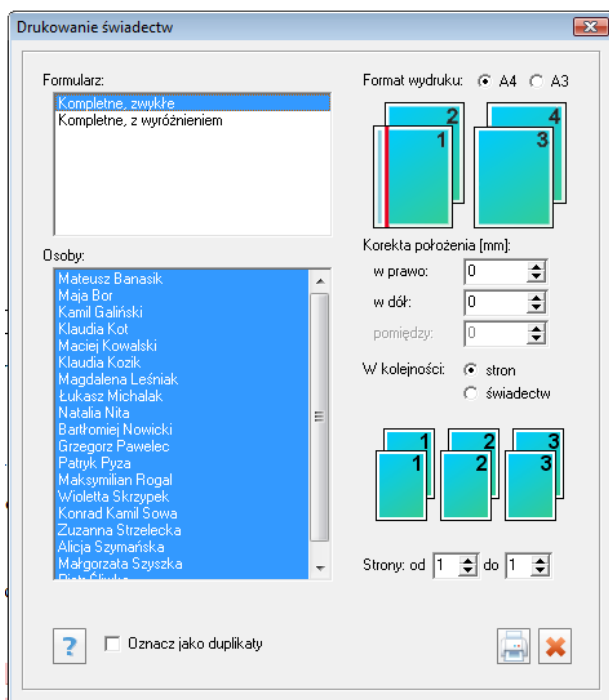 Drukowanie świadectw
Formularz:
Kompletne, zwykłe
Kompletne, z wyróżnieniem
Format wydruku: A4 A3
2
1
4
3
Korekta położenia [mm]:
w prawo: 0
w dół: 0
pomiędzy: 0
Osoby:
Mateusz Banasik
Maja Bor
Kamil Galiński
Klaudia Kot
Maciej Kowalski
Klaudia Kozik
Magdalena Leśniak
Łukasz Michalak
Natalia Nita
Bartłomiej Nowicki
Grzegorz Pawelec
Patryk Pyza
Maksymilian Rogal
Wioletta Skrzypek
Konrad Kamil Sowa
Zuzanna Strzelecka
Alicja Szymańska
Małgorzata Szyszka
Piotr Śliwka
W kolejności: stron
świadectw
1 2 3
1 2 3
Strony: od 1 do 1
? Oznacz jako duplikaty